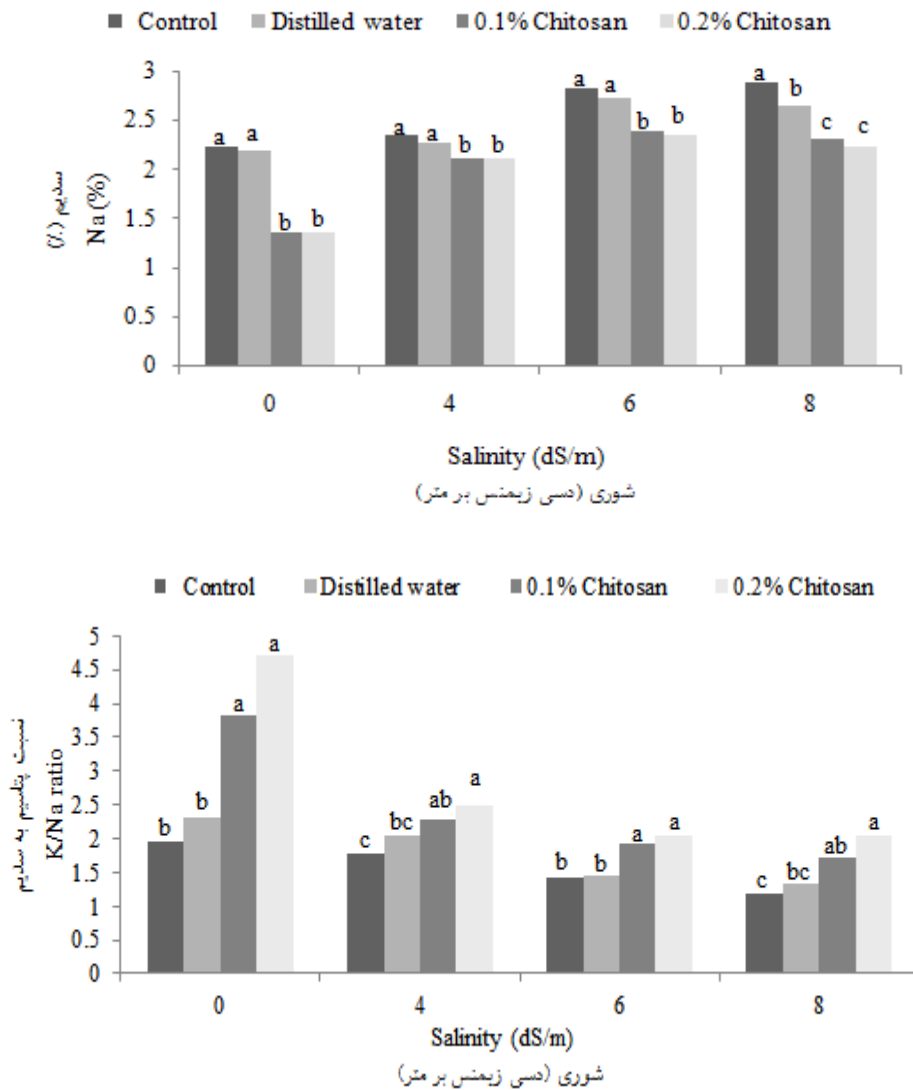 Control Distilled water 0.1% Chitosan 0.2% Chitosan
3
2.5
2
1.5
1
0.5
0
سدیم (٪)
Na (%)
a a b b
a a b b
a a b b
a b c c
0 4 6 8
Salinity (dS/m)
شوری (دسی زیمنس بر متر)
Control Distilled water 0.1% Chitosan 0.2% Chitosan
5
4.5
4
3.5
3
2.5
2
1.5
1
0.5
0
نسبت پتاسیم به سدیم
K/Na ratio
b b a a
c bc ab a
b b a a
c bc ab a
0 4 6 8
Salinity (dS/m)
شوری (دسی زیمنس بر متر)